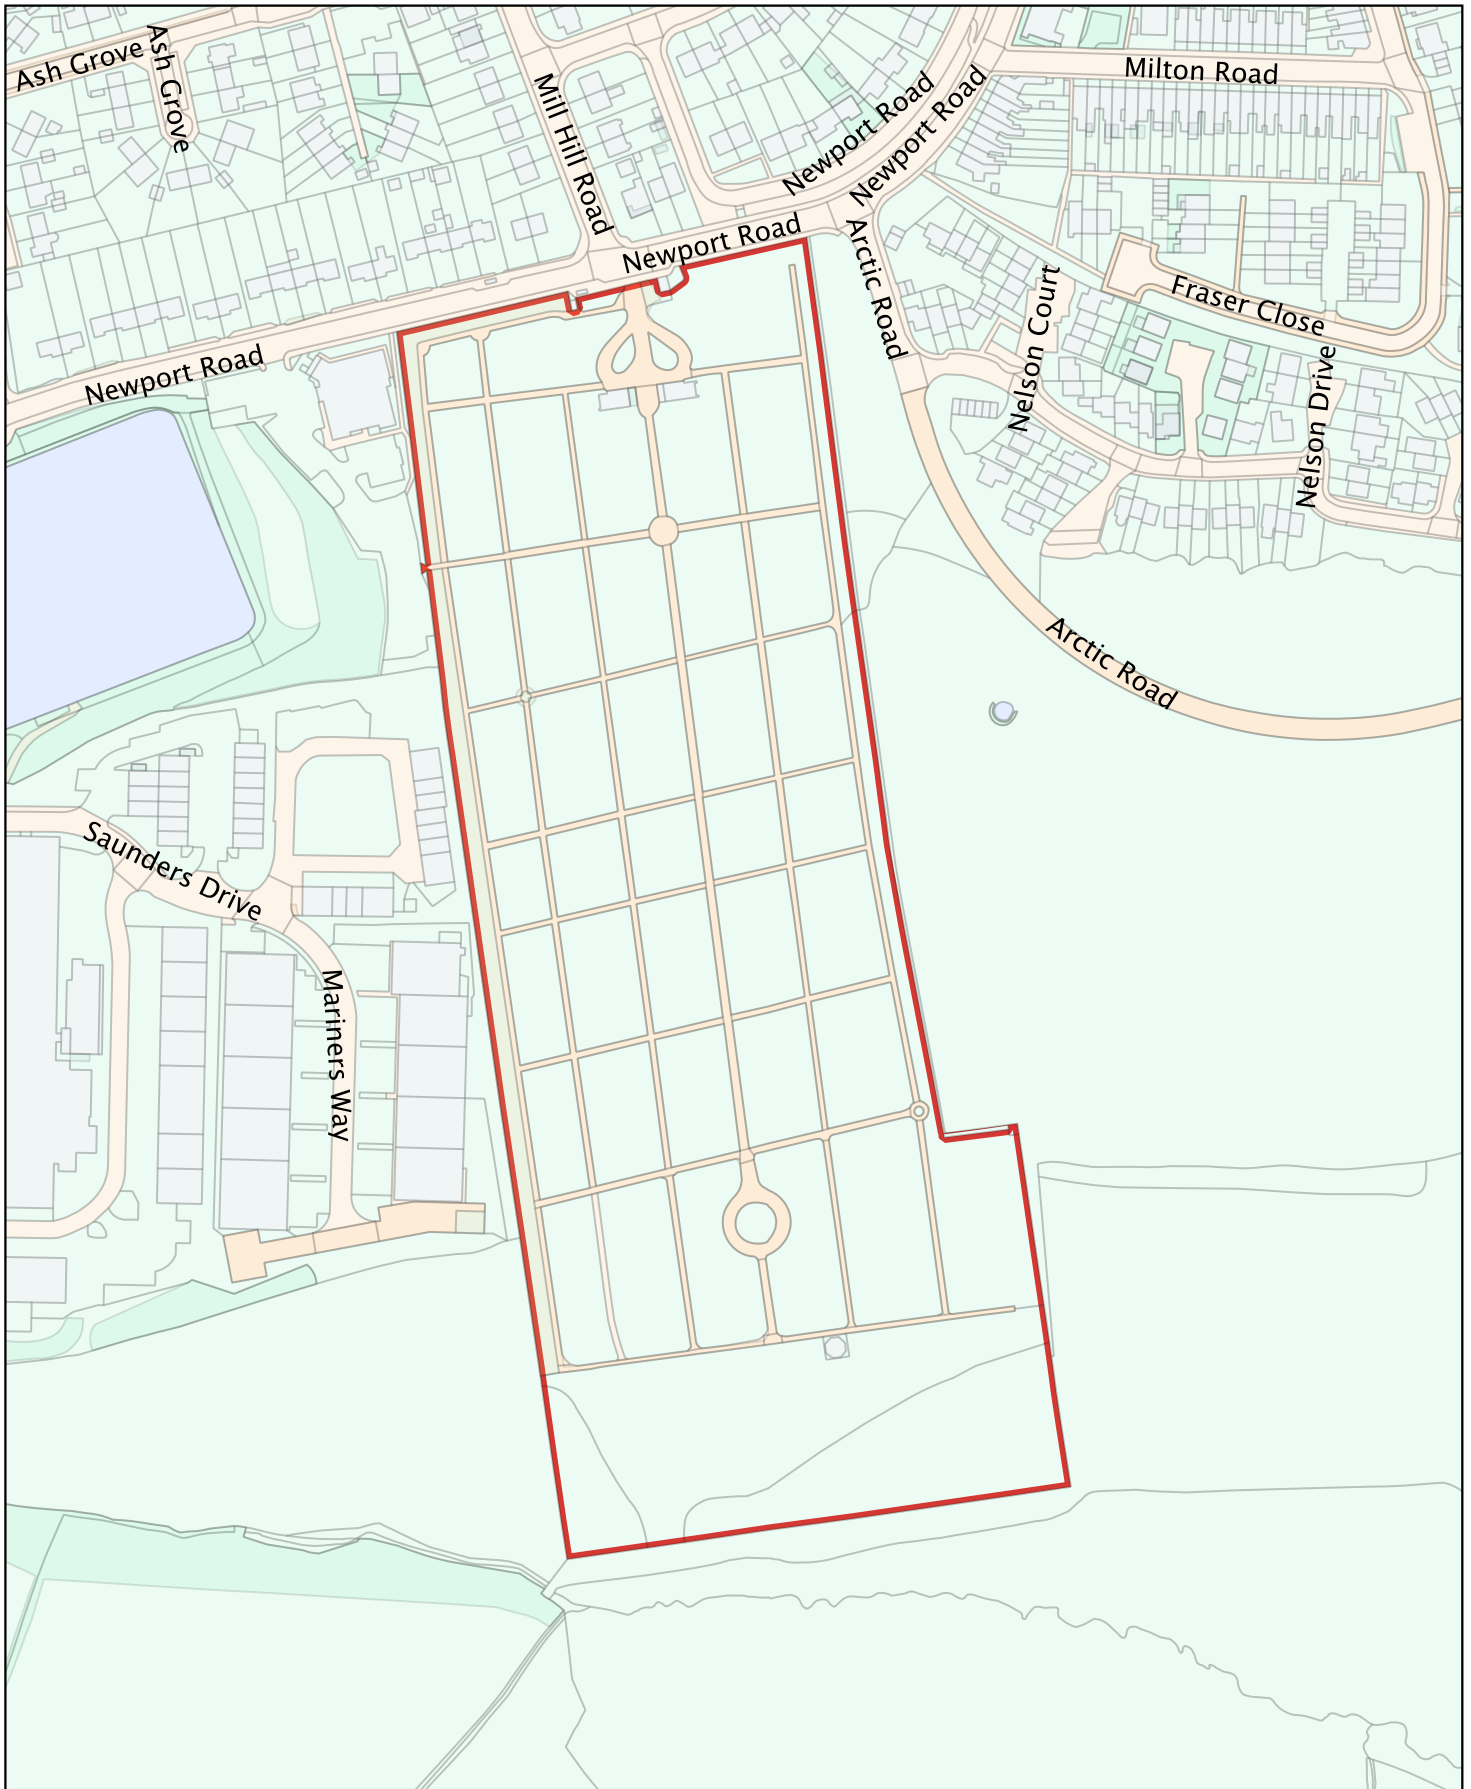 Ash Grove
Ash Grove
Mill Hill Road
Newport Road
Newport Road
Milton Road
Newport Road
Arctic Road
Nelson Court
Fraser Close
Newport Road
Nelson Drive
Arctic Road
Saunders Drive
Mariners Way